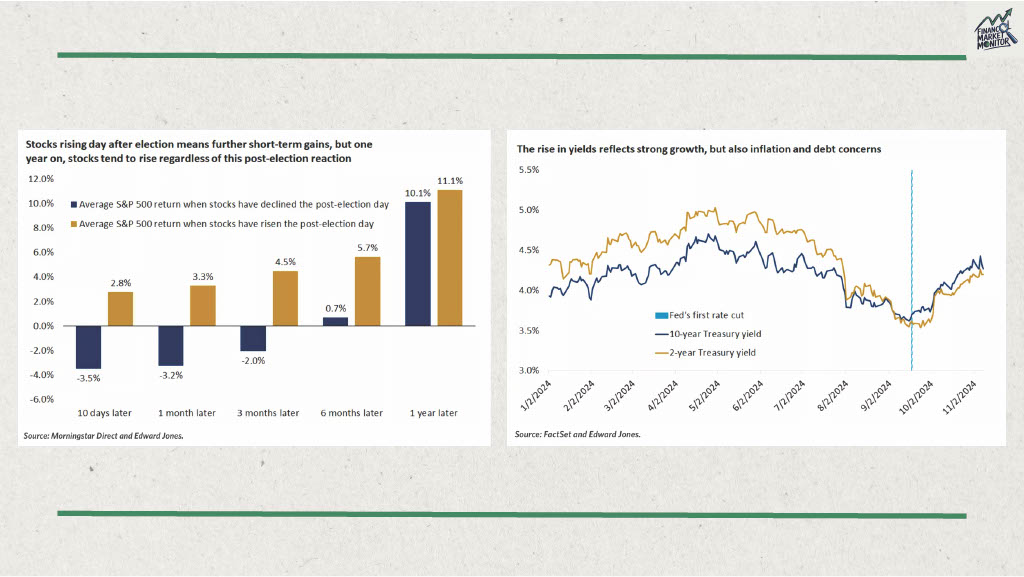 FINANC
MARKET
MONITOR
Stocks rising day after election means further short-term gains, but one
year on, stocks tend to rise regardless of this post-election reaction
12.0%
10.0%
8.0%
6.0%
4.0%
2.0%
0.0%
-2.0%
-4.0%
-6.0%
Average S&P 500 return when stocks have declined the post-election day
Average S&P 500 return when stocks have risen the post-election day
-3.5%
2.8%
-3.2%
3.3%
-2.0%
4.5%
0.7%
5.7%
10.1%
11.1%
10 days later
1 month later
3 months later
6 months later
1 year later
Source: Morningstar Direct and Edward Jones.
The rise in yields reflects strong growth, but also inflation and debt concerns
5.5%
5.0%
4.5%
4.0%
3.5%
3.0%
Fed's first rate cut
10-year Treasury yield
2-year Treasury yield
1/2/2024
2/2/2024
3/2/2024
4/2/2024
5/2/2024
6/2/2024
7/2/2024
8/2/2024
9/2/2024
10/2/2024
11/2/2024
Source: FactSet and Edward Jones.